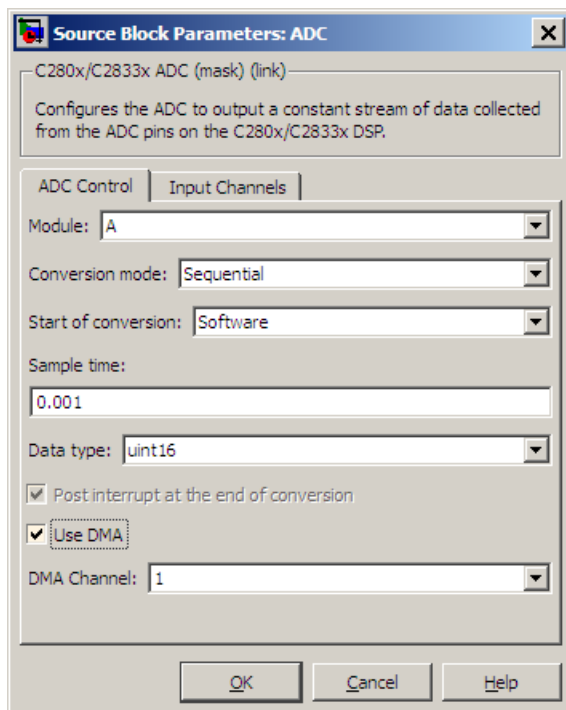 Source Block Parameters: ADC
C280x/C2833x ADC (mask) (link)
Configures the ADC to output a constant stream of data collected
from the ADC pins on the C280x/C2833x DSP.
ADC Control Input Channels
Module: A
Conversion mode: Sequential
Start of conversion: Software
Sample time:
0.001
Data type: uint16
Post interrupt at the end of conversion
Use DMA
DMA Channel: 1
OK Cancel Help